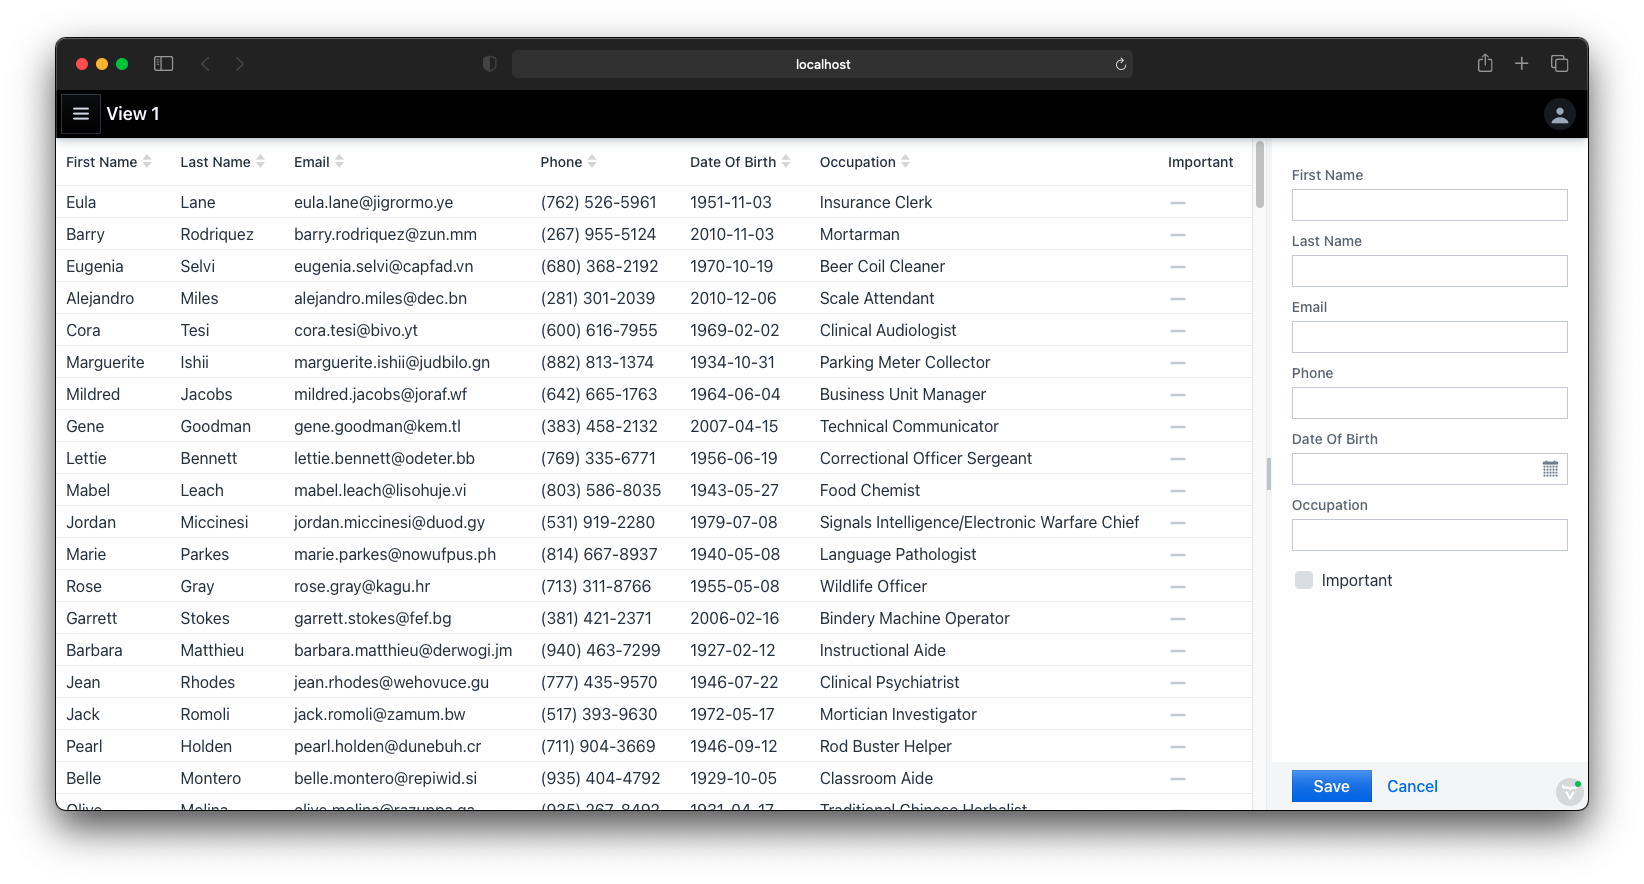 localhost
View 1
First Name Last Name Email Phone Date Of Birth Occupation Important
Eula Lane eula.lane@jigrormo.ye (762) 526-5961 1951-11-03 Insurance Clerk
Barry Rodriquez barry.rodriquez@zun.mm (267) 955-5124 2010-11-03 Mortarman
Eugenia Selvi eugenia.selvi@capfad.vn (680) 368-2192 1970-10-19 Beer Coil Cleaner
Alejandro Miles alejandro.miles@dec.bn (281) 301-2039 2010-12-06 Scale Attendant
Cora Tesi cora.tesi@bivo.yt (600) 616-7955 1969-02-02 Clinical Audiologist
Marguerite Ishii marguerite.ishii@judbilo.gn (882) 813-1374 1934-10-31 Parking Meter Collector
Mildred Jacobs mildred.jacobs@joraf.wf (642) 665-1763 1964-06-04 Business Unit Manager
Gene Goodman gene.goodman@kem.tl (383) 458-2132 2007-04-15 Technical Communicator
Lettie Bennett lettie.bennett@odeter.bb (769) 335-6771 1956-06-19 Correctional Officer Sergeant
Mabel Leach mabel.leach@lisohuje.vi (803) 586-8035 1943-05-27 Food Chemist
Jordan Miccinesi jordan.miccinesi@duod.gy (531) 919-2280 1979-07-08 Signals Intelligence/Electronic Warfare Chief
Marie Parkes marie.parkes@nowufpus.ph (814) 667-8937 1940-05-08 Language Pathologist
Rose Gray rose.gray@kagu.hr (713) 311-8766 1955-05-08 Wildlife Officer
Garrett Stokes garrett.stokes@fef.bg (381) 421-2371 2006-02-16 Bindery Machine Operator
Barbara Matthieu barbara.matthieu@derwogi.jm (940) 463-7299 1927-02-12 Instructional Aide
Jean Rhodes jean.rhodes@wehovuce.gu (777) 435-9570 1946-07-22 Clinical Psychiatrist
Jack Romoli jack.romoli@zamum.bw (517) 393-9630 1972-05-17 Mortician Investigator
Pearl Holden pearl.holden@dunebuh.cr (711) 904-3669 1946-09-12 Rod Buster Helper
Belle Montero belle.montero@repiwid.si (935) 404-4792 1929-10-05 Classroom Aide
Olive Molina olive.molina@razuppa.ga (935) 267-8492 1931-04-17 Traditional Chinese Herbalist
First Name
Last Name
Email
Phone
Date Of Birth
Occupation
Important
Save Cancel